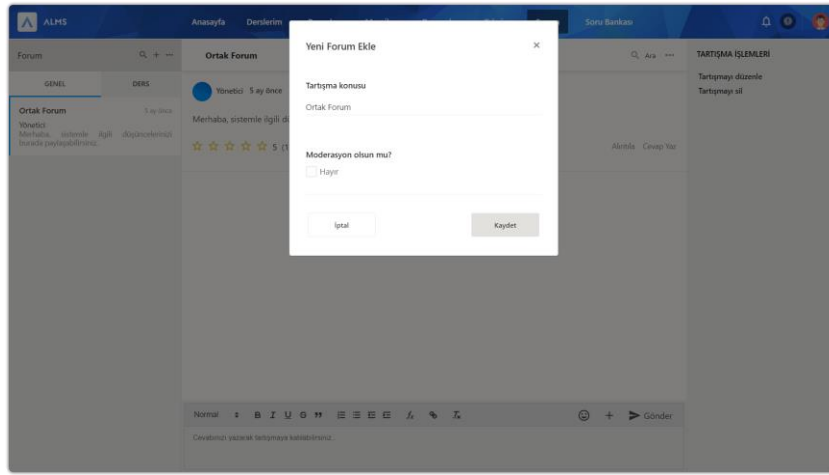 ALMS
Anasayfa Derslerim Soru Bankası
Forum
Ortak Forum
Ara
GENEL DERS
Ortak Forum 5 ay önce
Yönetici
Merhaba, sistemle ilgili düşüncelerinizi
burada paylaşabilirsiniz.
Yönetici 5 ay önce
Merhaba, sistemle ilgili
5 (1
Alıntıla Cevap Yaz
Yeni Forum Ekle
Tartışma konusu
Ortak Forum
Moderasyon olsun mu?
Hayır
İptal Kaydet
TARTIŞMA İŞLEMLERİ
Tartışmayı düzenle
Tartışmayı sil
Normal
Gönder
Cevabınızı yazarak tartışmaya katılabilirsiniz.